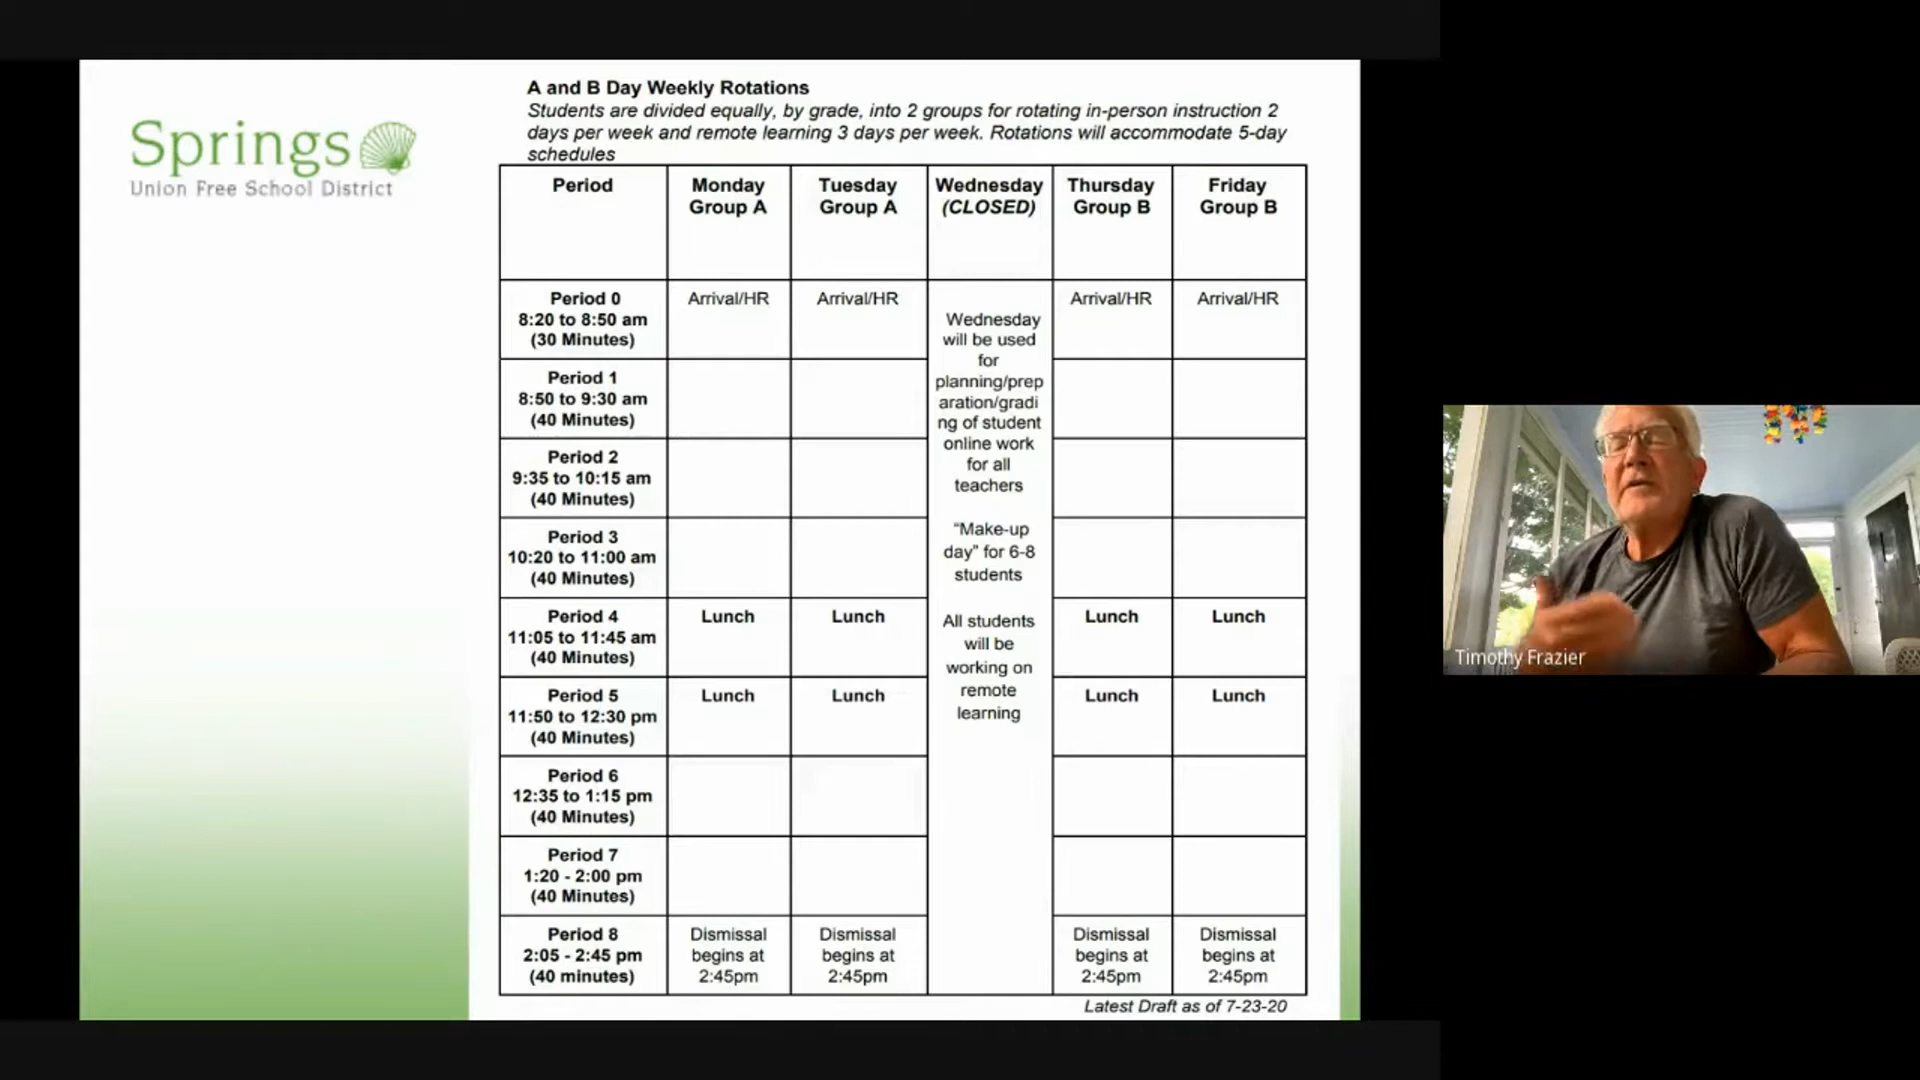 Springs
Union Free School District
A and B Day Weekly Rotations
Students are divided equally, by grade, into 2 groups for rotating in-person instruction 2
days per week and remote learning 3 days per week. Rotations will accommodate 5-day
schedules
Period
Monday
Group A
Tuesday
Group A
Wednesday
(CLOSED)
Thursday
Group B
Friday
Group B
Period 0
8:20 to 8:50 am
(30 Minutes)
Arrival/HR
Arrival/HR
Wednesday
will be used
for
planning/prep
aration/gradi
ng of student
online work
for all
teachers
"Make-up
day" for 6-8
students
All students
will be
working on
remote
learning
Arrival/HR
Arrival/HR
Period 1
8:50 to 9:30 am
(40 Minutes)
Period 2
9:35 to 10:15 am
(40 Minutes)
Period 3
10:20 to 11:00 am
(40 Minutes)
Period 4
11:05 to 11:45 am
(40 Minutes)
Lunch
Lunch
Lunch
Lunch
Period 5
11:50 to 12:30 pm
(40 Minutes)
Lunch
Lunch
Lunch
Lunch
Period 6
12:35 to 1:15 pm
(40 Minutes)
Period 7
1:20 - 2:00 pm
(40 Minutes)
Period 8
2:05 - 2:45 pm
(40 minutes)
Dismissal
begins at
2:45pm
Dismissal
begins at
2:45pm
Dismissal
begins at
2:45pm
Dismissal
begins at
2:45pm
Latest Draft as of 7-23-20
Timothy Frazier